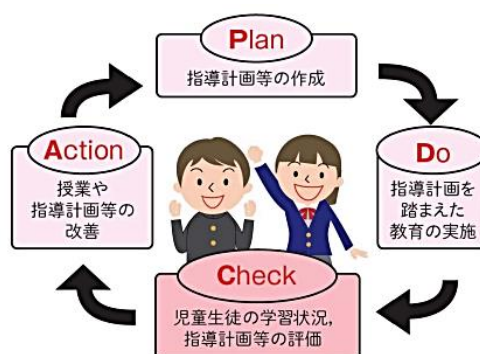 Plan
指導計画等の作成
Do
指導計画を
踏まえた
教育の実施
Check
児童生徒の学習状況,
指導計画等の評価
Action
授業や
指導計画等の
改善